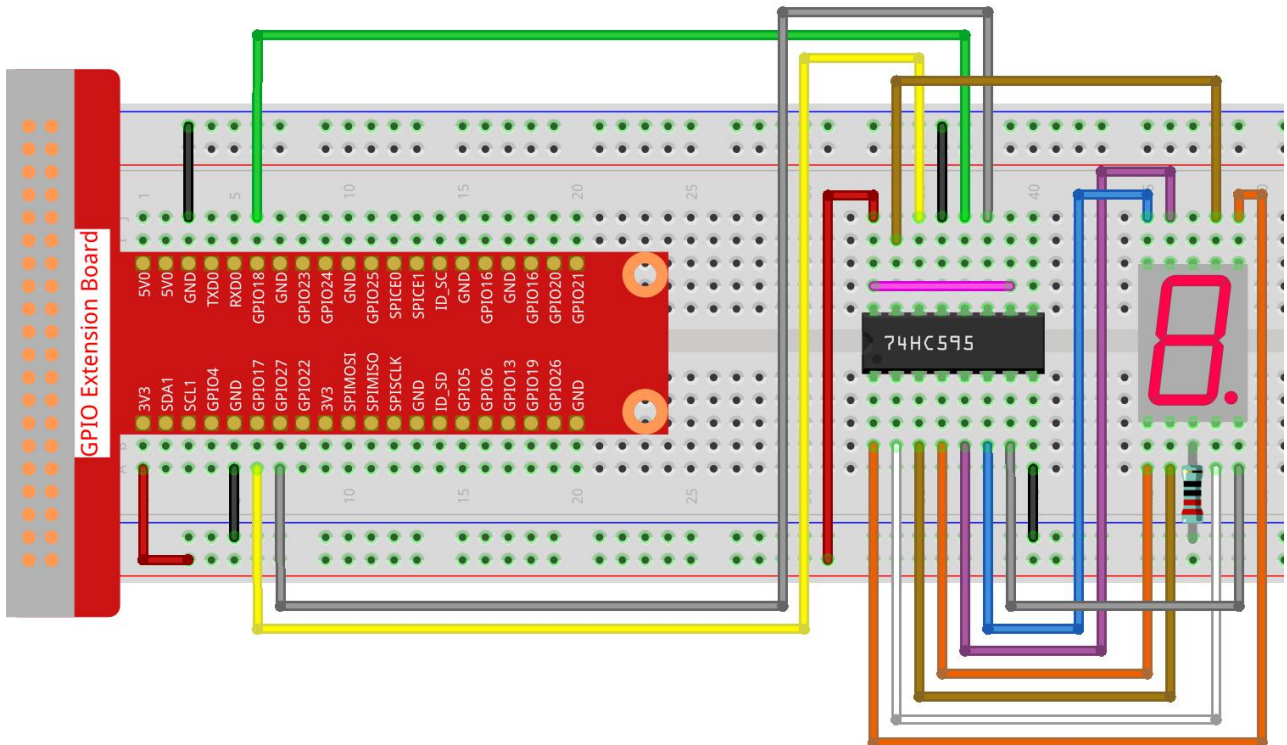 1
5
10
15
20
25
40
J
GPIO Extension Board
5V0
5V0
GND
TXD0
RXD0
GPIO18
GND
GPIO23
GPIO24
GND
GPIO25
SPICE0
SPICE1
ID_SC
GND
GPIO16
GND
GPIO16
GPIO20
GPIO21
74HC595
3V3
SDA1
SCL1
GPIO4
GND
GPIO17
GPIO27
GPIO22
3V3
SPIMOSI
SPIMISO
SPISCLK
GND
ID_SD
GPIO5
GPIO6
GPIO13
GPIO19
GPIO26
GND
A
10
15
20
25